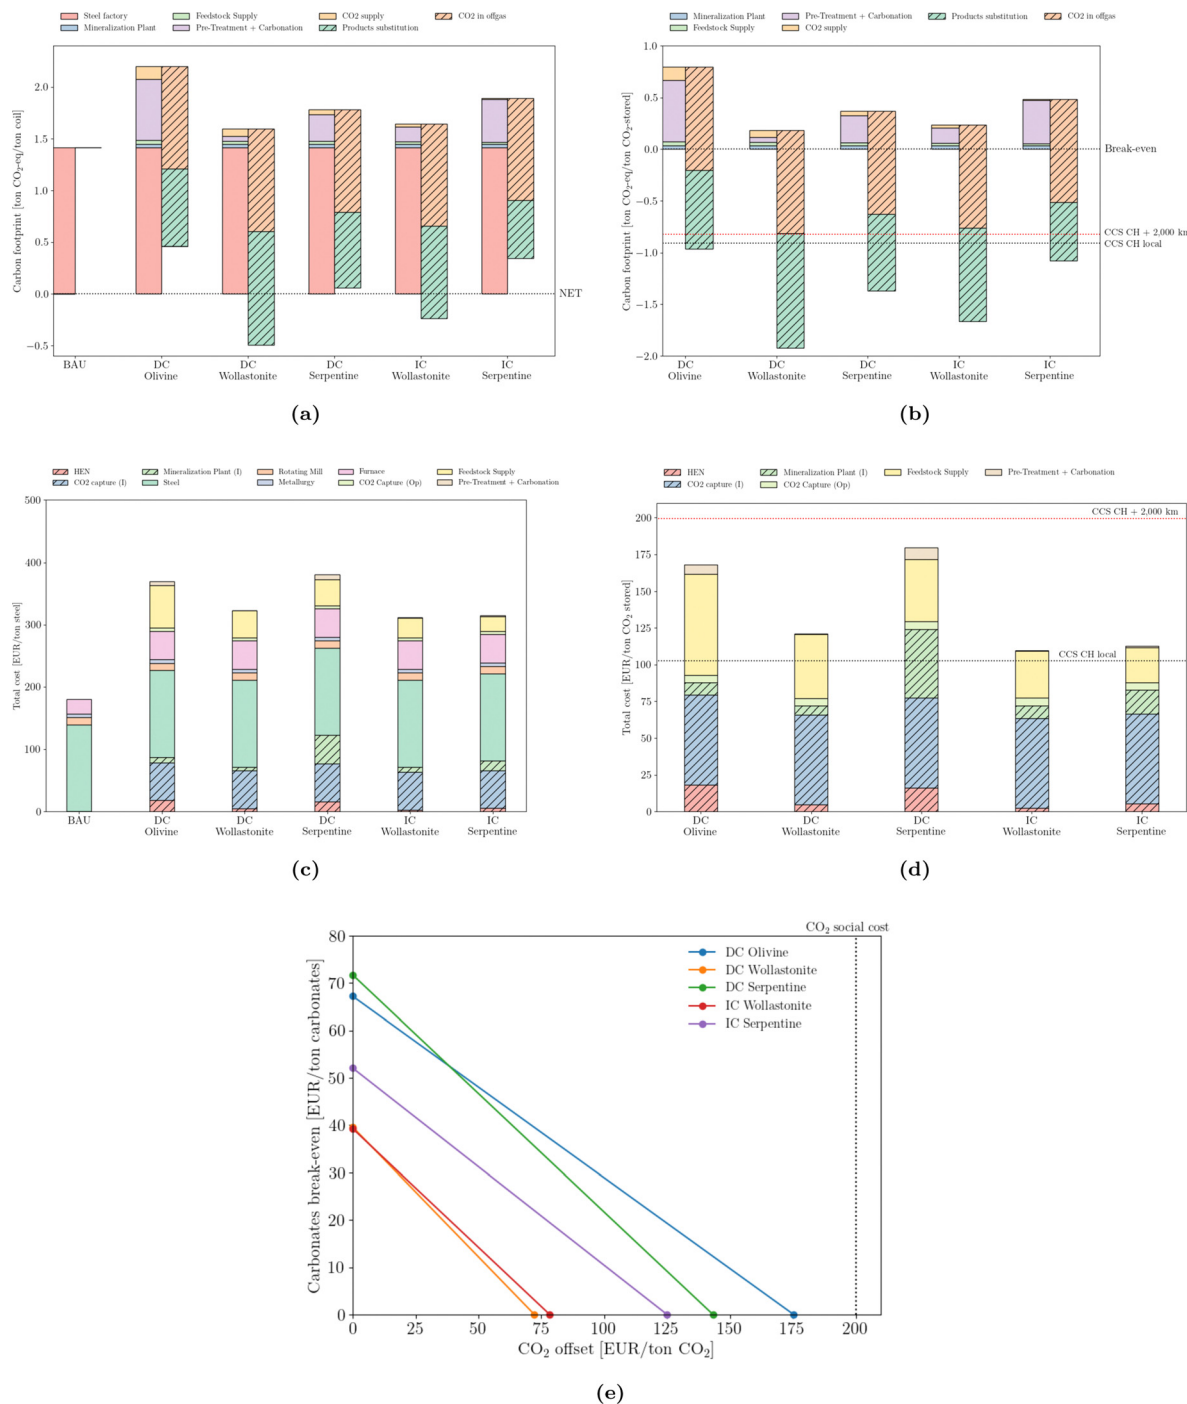 Steel factory
Feedstock Supply
CO2 supply
CO2 in offgas
Mineralization Plant
Pre-Treatment + Carbonation
Products substitution
Carbon footprint [ton CO2-eq/ton coil]
2.0
1.5
1.0
0.5
0.0
−0.5
NET
BAU
DC Olivine
DC Wollastonite
DC Serpentine
IC Wollastonite
IC Serpentine
(a)
Mineralization Plant
Pre-Treatment + Carbonation
Products substitution
CO2 in offgas
Feedstock Supply
CO2 supply
Carbon footprint [ton CO₂-eq/ton CO₂-stored]
1.0
0.5
0.0
−0.5
−1.0
−1.5
−2.0
Break-even
CCS CH + 2,000 km
CCS CH local
DC Olivine
DC Wollastonite
DC Serpentine
IC Wollastonite
IC Serpentine
(b)
HEN
Mineralization Plant (I)
Rotating Mill
Furnace
Feedstock Supply
CO2 capture (I)
Steel
Metallurgy
CO2 Capture (Op)
Pre-Treatment + Carbonation
Total cost [EUR/ton steel]
500
400
300
200
100
0
BAU
DC Olivine
DC Wollastonite
DC Serpentine
IC Wollastonite
IC Serpentine
(c)
HEN
Mineralization Plant (I)
Feedstock Supply
Pre-Treatment + Carbonation
CO2 capture (I)
CO2 Capture (Op)
Total cost [EUR/ton CO₂ stored]
200
175
150
125
100
75
50
25
0
CCS CH + 2,000 km
CCS CH local
DC Olivine
DC Wollastonite
DC Serpentine
IC Wollastonite
IC Serpentine
(d)
CO₂ social cost
Carbonates break-even [EUR/ton carbonates]
80
70
60
50
40
30
20
10
0
DC Olivine
DC Wollastonite
DC Serpentine
IC Wollastonite
IC Serpentine
0
25
50
75
100
125
150
175
200
CO₂ offset [EUR/ton CO₂]
(e)